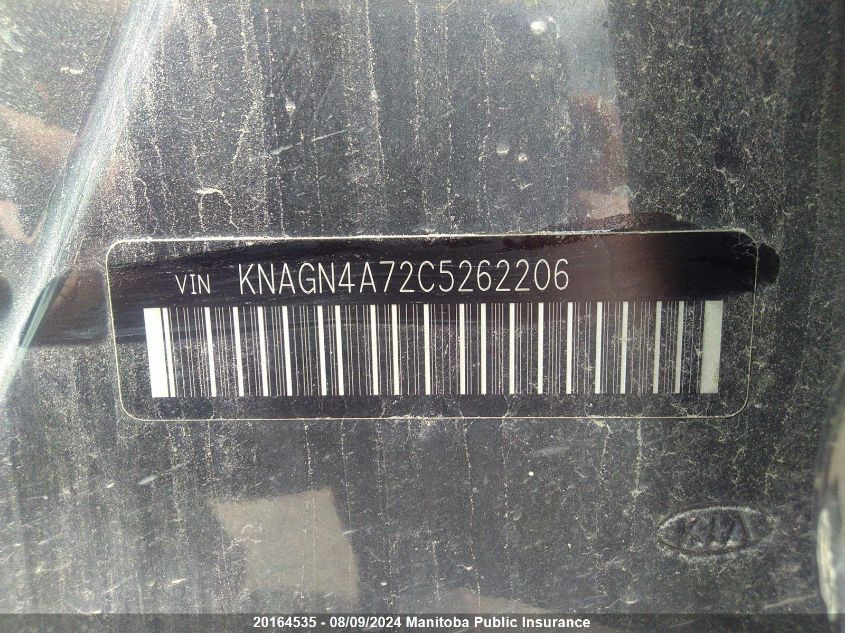 VIN KNAGN4A72C5262206
KIA
20164535 - 08/09/2024 Manitoba Public Insurance